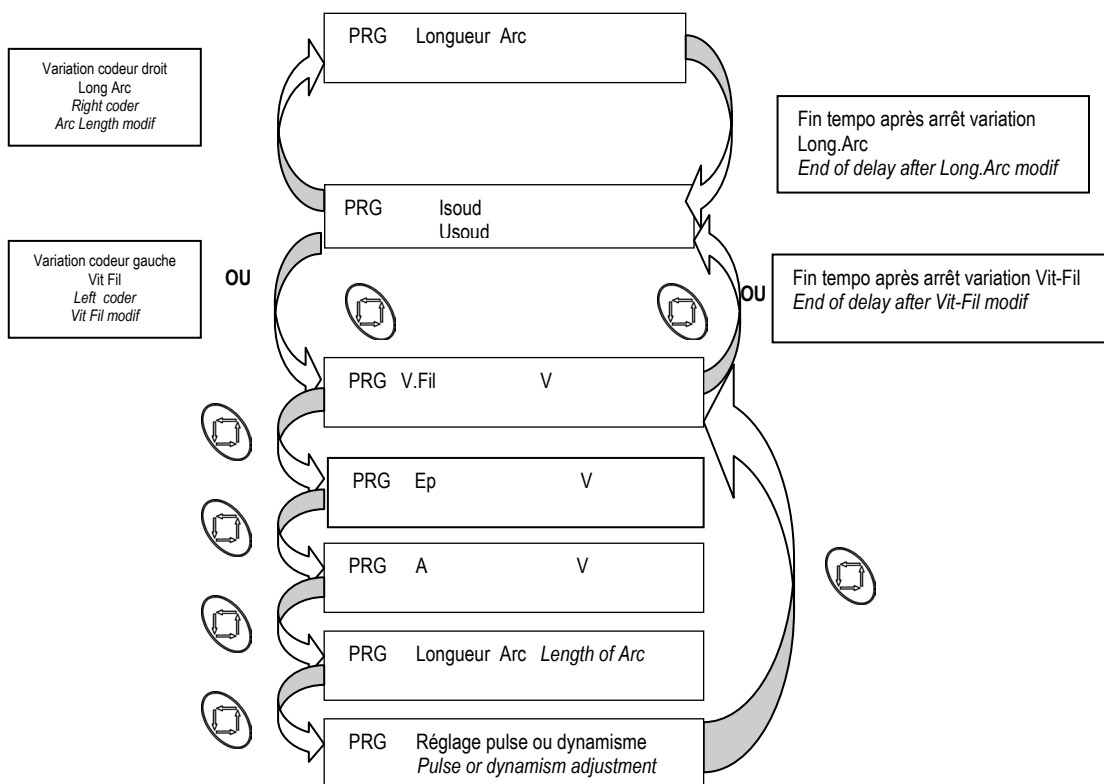 PRG Longueur Arc
Variation codeur droit
Long Arc
Right coder
Arc Length modif
Fin tempo après arrêt variation
Long.Arc
End of delay after Long.Arc modif
PRG Isoud
Usoud
Variation codeur gauche
Vit Fil
Left coder
Vit Fil modif
OU
OU
Fin tempo après arrêt variation Vit-Fil
End of delay after Vit-Fil modif
PRG V.Fil V
PRG Ep V
PRG A V
PRG Longueur Arc Length of Arc
PRG Réglage pulse ou dynamisme
Pulse or dynamism adjustment